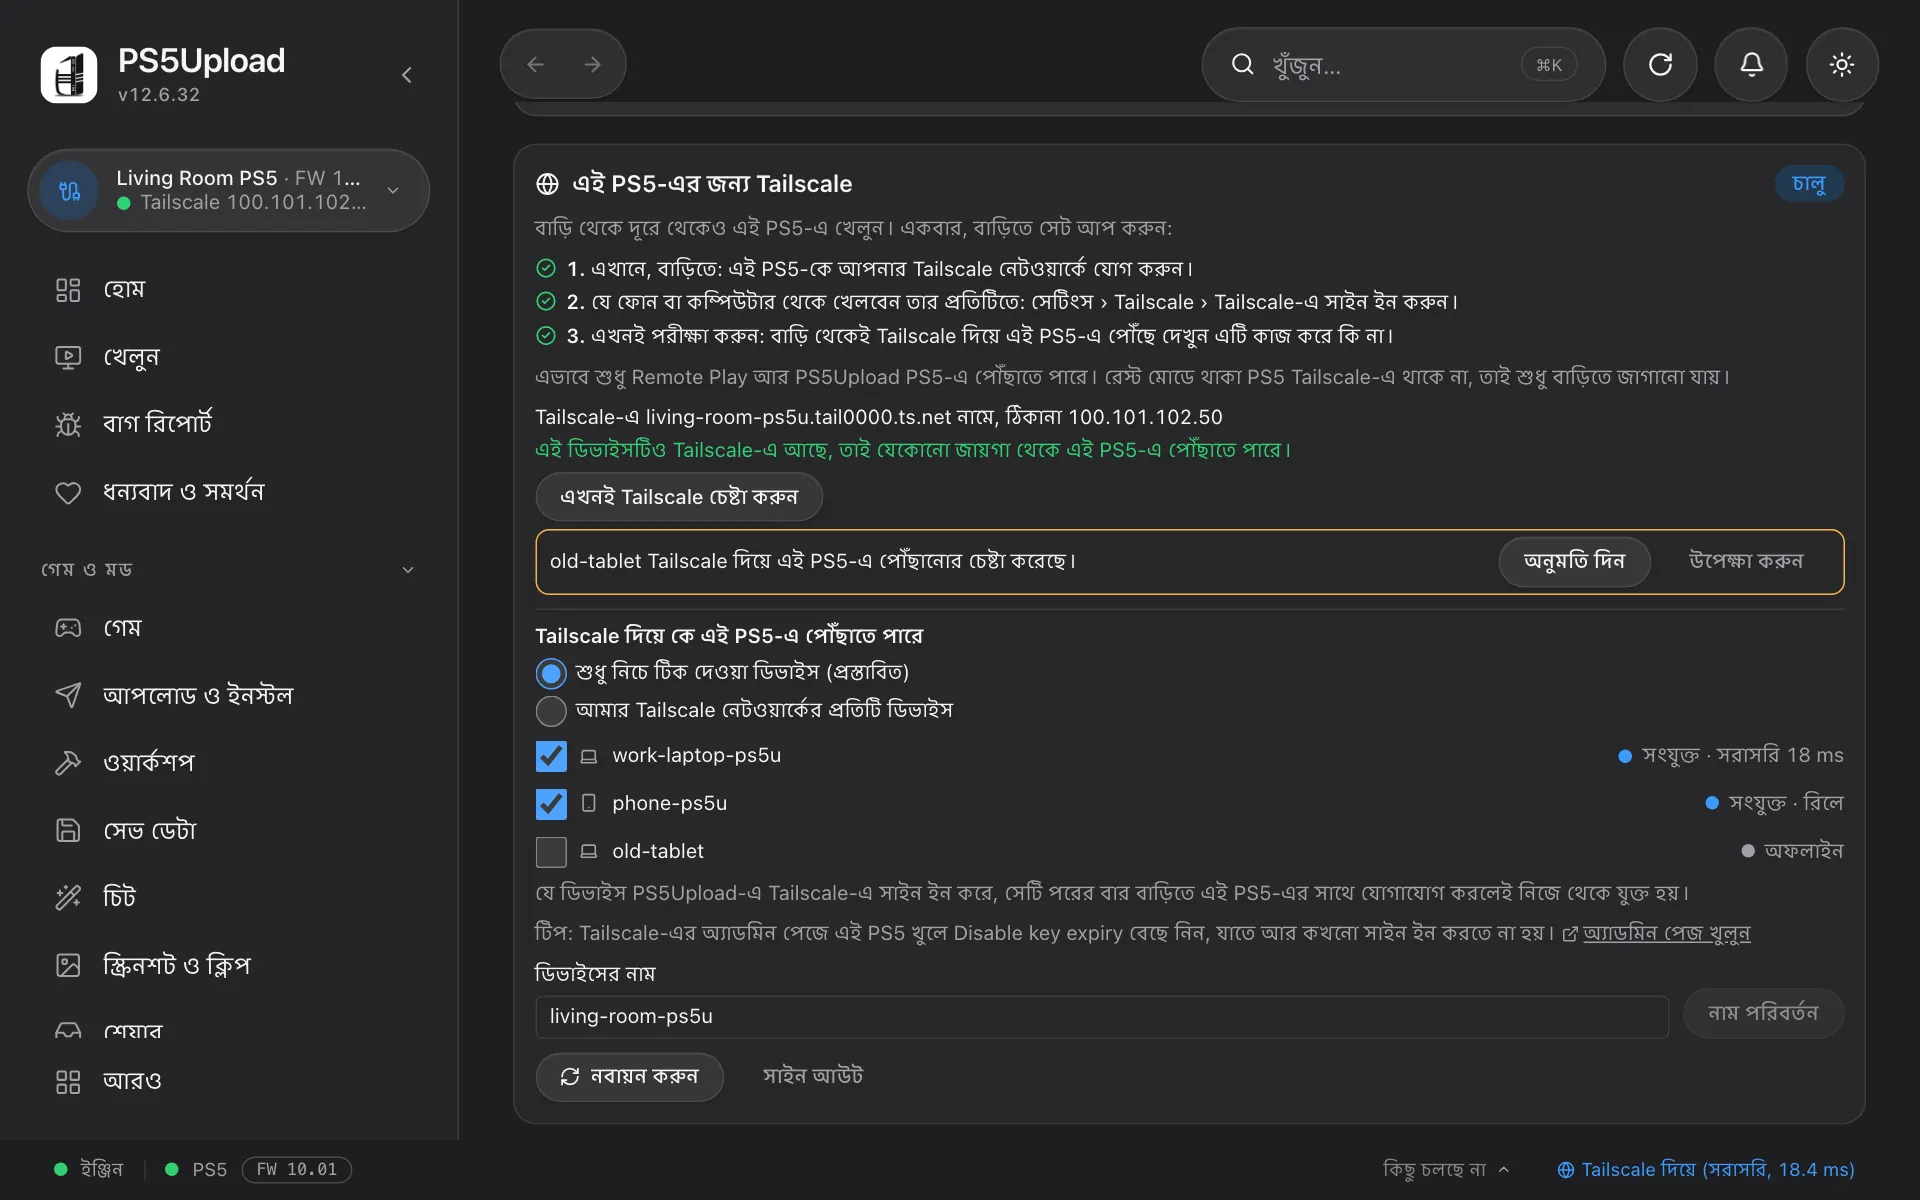 PS5Upload
v12.6.32
Living Room PS5 · FW 1...
Tailscale 100.101.102...
হোম
খেলুন
বাগ রিপোর্ট
ধন্যবাদ ও সমর্থন
গেম ও মড
গেম
আপলোড ও ইনস্টল
ওয়ার্কশপ
সেভ ডেটা
চিট
স্ক্রিনশট ও ক্লিপ
শেয়ার
আরও
খুঁজুন...
⌘K
এই PS5-এর জন্য Tailscale
চালু
বাড়ি থেকে দূরে থেকেও এই PS5-এ খেলুন। একবার, বাড়িতে সেট আপ করুন:
1. এখানে, বাড়িতে: এই PS5-কে আপনার Tailscale নেটওয়ার্কে যোগ করুন।
2. যে ফোন বা কম্পিউটার থেকে খেলবেন তার প্রতিটিতে: সেটিংস › Tailscale › Tailscale-এ সাইন ইন করুন।
3. এখনই পরীক্ষা করুন: বাড়ি থেকেই Tailscale দিয়ে এই PS5-এ পৌঁছে দেখুন এটি কাজ করে কি না।
এভাবে শুধু Remote Play আর PS5Upload PS5-এ পৌঁছাতে পারে। রেস্ট মোডে থাকা PS5 Tailscale-এ থাকে না, তাই শুধু বাড়িতে জাগানো যায়।
Tailscale-এ living-room-ps5u.tail0000.ts.net নামে, ঠিকানা 100.101.102.50
এই ডিভাইসটিও Tailscale-এ আছে, তাই যেকোনো জায়গা থেকে এই PS5-এ পৌঁছাতে পারে।
এখনই Tailscale চেষ্টা করুন
old-tablet Tailscale দিয়ে এই PS5-এ পৌঁছানোর চেষ্টা করেছে।
অনুমতি দিন
উপেক্ষা করুন
Tailscale দিয়ে কে এই PS5-এ পৌঁছাতে পারে
শুধু নিচে টিক দেওয়া ডিভাইস (প্রস্তাবিত)
আমার Tailscale নেটওয়ার্কের প্রতিটি ডিভাইস
work-laptop-ps5u
সংযুক্ত · সরাসরি 18 ms
phone-ps5u
সংযুক্ত · রিলে
old-tablet
অফলাইন
যে ডিভাইস PS5Upload-এ Tailscale-এ সাইন ইন করে, সেটি পরের বার বাড়িতে এই PS5-এর সাথে যোগাযোগ করলেই নিজে থেকে যুক্ত হয়।
টিপ: Tailscale-এর অ্যাডমিন পেজে এই PS5 খুলে Disable key expiry বেছে নিন, যাতে আর কখনো সাইন ইন করতে না হয়। অ্যাডমিন পেজ খুলুন
ডিভাইসের নাম
living-room-ps5u
নাম পরিবর্তন
নবায়ন করুন
সাইন আউট
ইঞ্জিন
PS5
FW 10.01
কিছু চলছে না
Tailscale দিয়ে (সরাসরি, 18.4 ms)